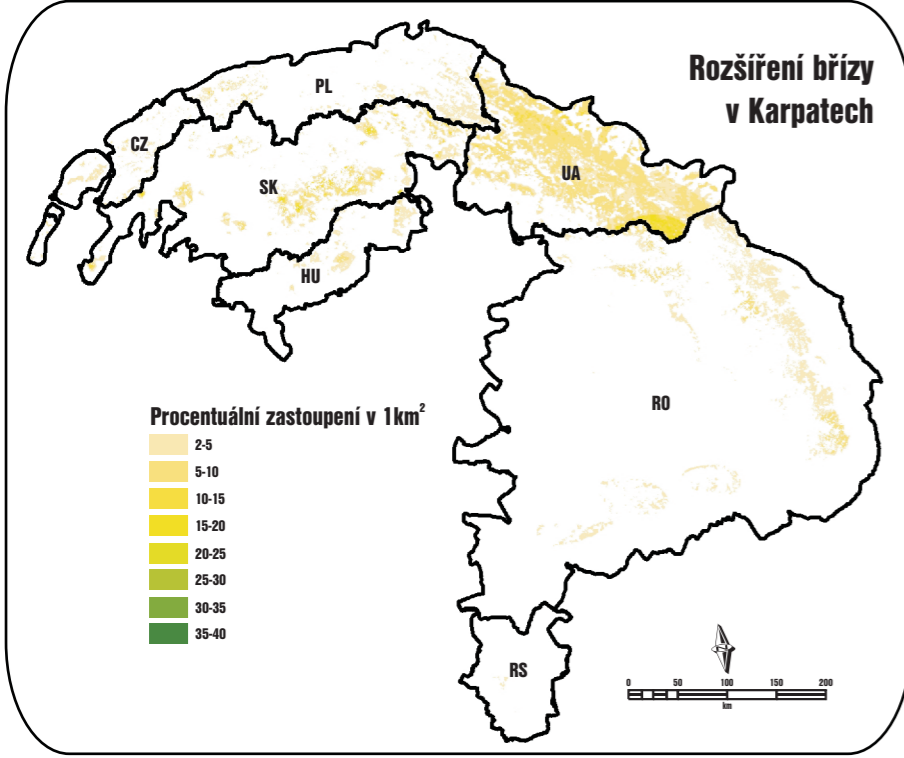 Rozšíření břízy
v Karpatech
PL
CZ
SK
UA
HU
RO
RS
Procentuální zastoupení v 1km²
2-5
5-10
10-15
15-20
20-25
25-30
30-35
35-40
0 50 100 150 200
km